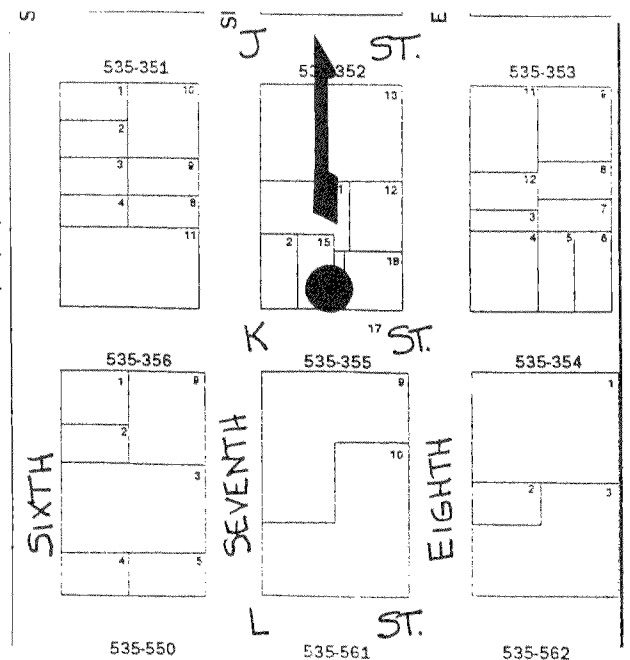 S SI E
J ST.
535-351 535-352 535-353
1 10 13 11 9
2
3 9 1 12 12 8
4 8 3 7
11 2 15 18 4 5 6
K 17 ST.
535-356 535-355 535-354
1 9 9 1
2 10
3 2 3
SIXTH SEVENTH EIGHTH
4 5
L ST.
535-550 535-561 535-562